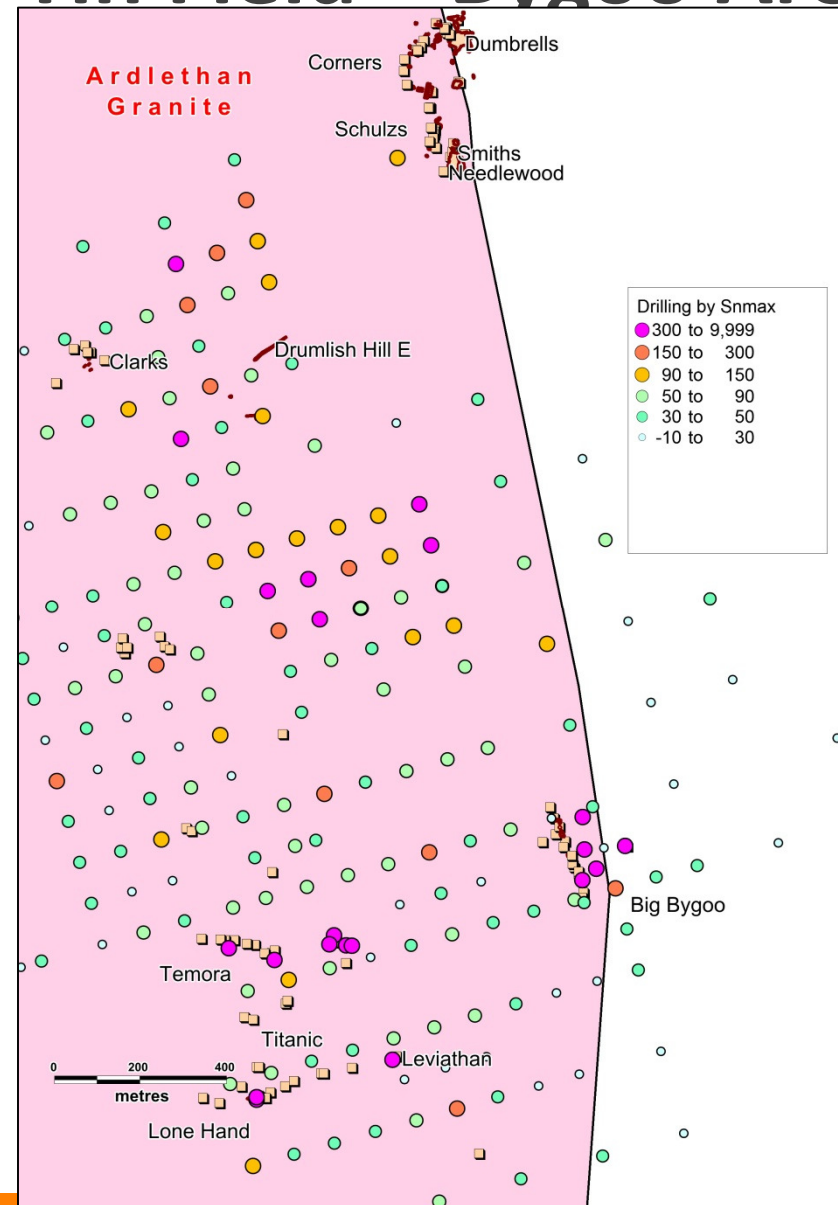 Dumbrells
Corners
Ardlethan
Granite
Schulzs
Smiths
Needlewood
Drilling by Snmax
300 to 9,999
150 to 300
90 to 150
50 to 90
30 to 50
-10 to 30
Drumlish Hill E
Clarks
Big Bygoo
Temora
Titanic
Leviathan
0 200 400
metres
Lone Hand